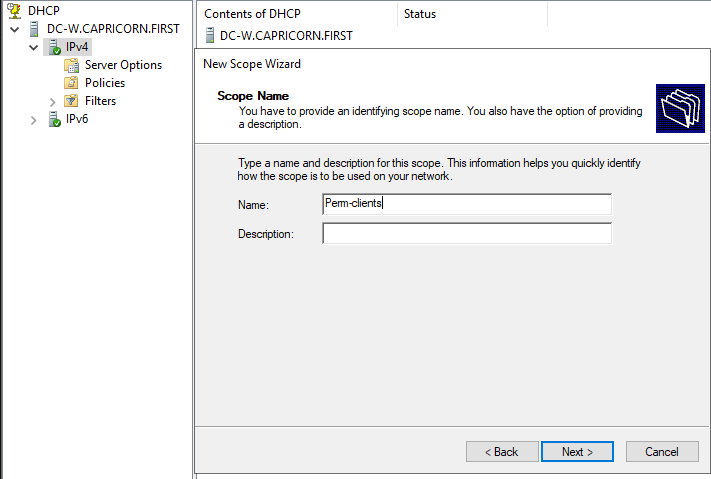 DHCP
DC-W.CAPRICORN.FIRST
IPv4
Server Options
Policies
Filters
IPv6
Contents of DHCP
Status
DC-W.CAPRICORN.FIRST
New Scope Wizard
Scope Name
You have to provide an identifying scope name. You also have the option of providing
a description.
Type a name and description for this scope. This information helps you quickly identify
how the scope is to be used on your network.
Name:
Perm-clients
Description:
< Back
Next >
Cancel